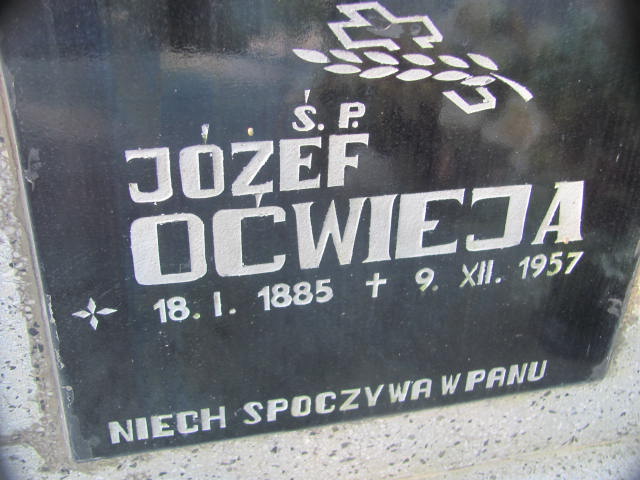 Ś.P.
JÓZEF
OĆWIEJA
18.I.1885 † 9.XII.1957
NIECH SPOCZYWA W PANU